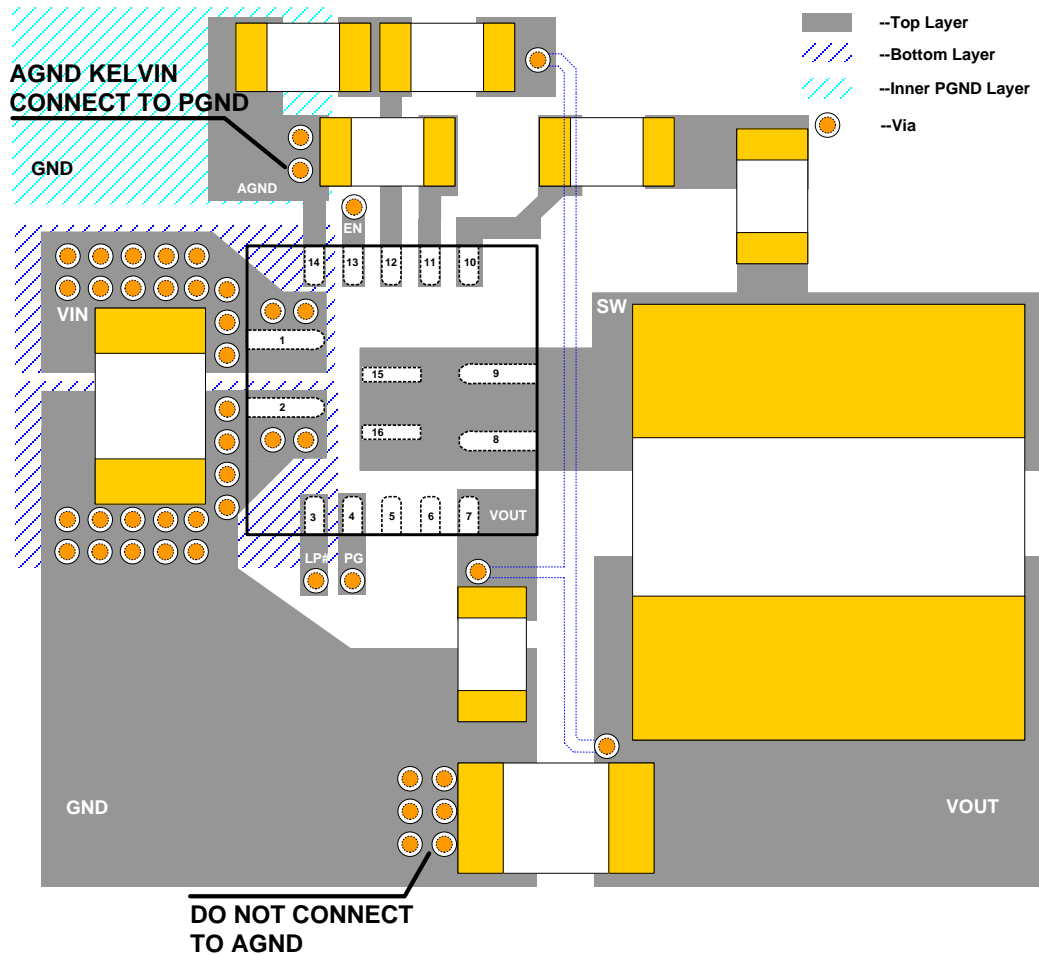 --Top Layer
--Bottom Layer
--Inner PGND Layer
--Via
AGND KELVIN
CONNECT TO PGND
GND
AGND
EN
14
13
12
11
10
VIN
SW
1
15
9
2
16
8
3
4
5
6
7
VOUT
LP#
PG
GND
VOUT
DO NOT CONNECT
TO AGND